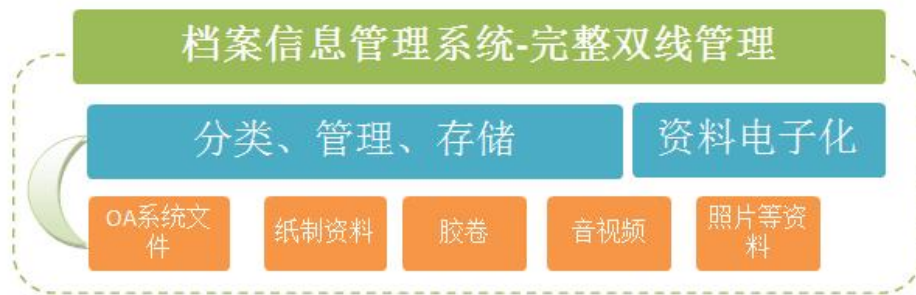 档案信息管理系统-完整双线管理
分类、管理、存储
资料电子化
OA系统文
件
纸制资料
胶卷
音视频
照片等资
料